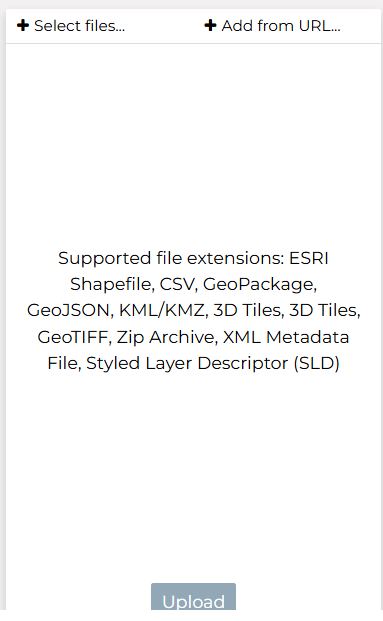 + Select files...
+ Add from URL...
Supported file extensions: ESRI
Shapefile, CSV, GeoPackage,
GeoJSON, KML/KMZ, 3D Tiles, 3D Tiles,
GeoTIFF, Zip Archive, XML Metadata
File, Styled Layer Descriptor (SLD)
Upload